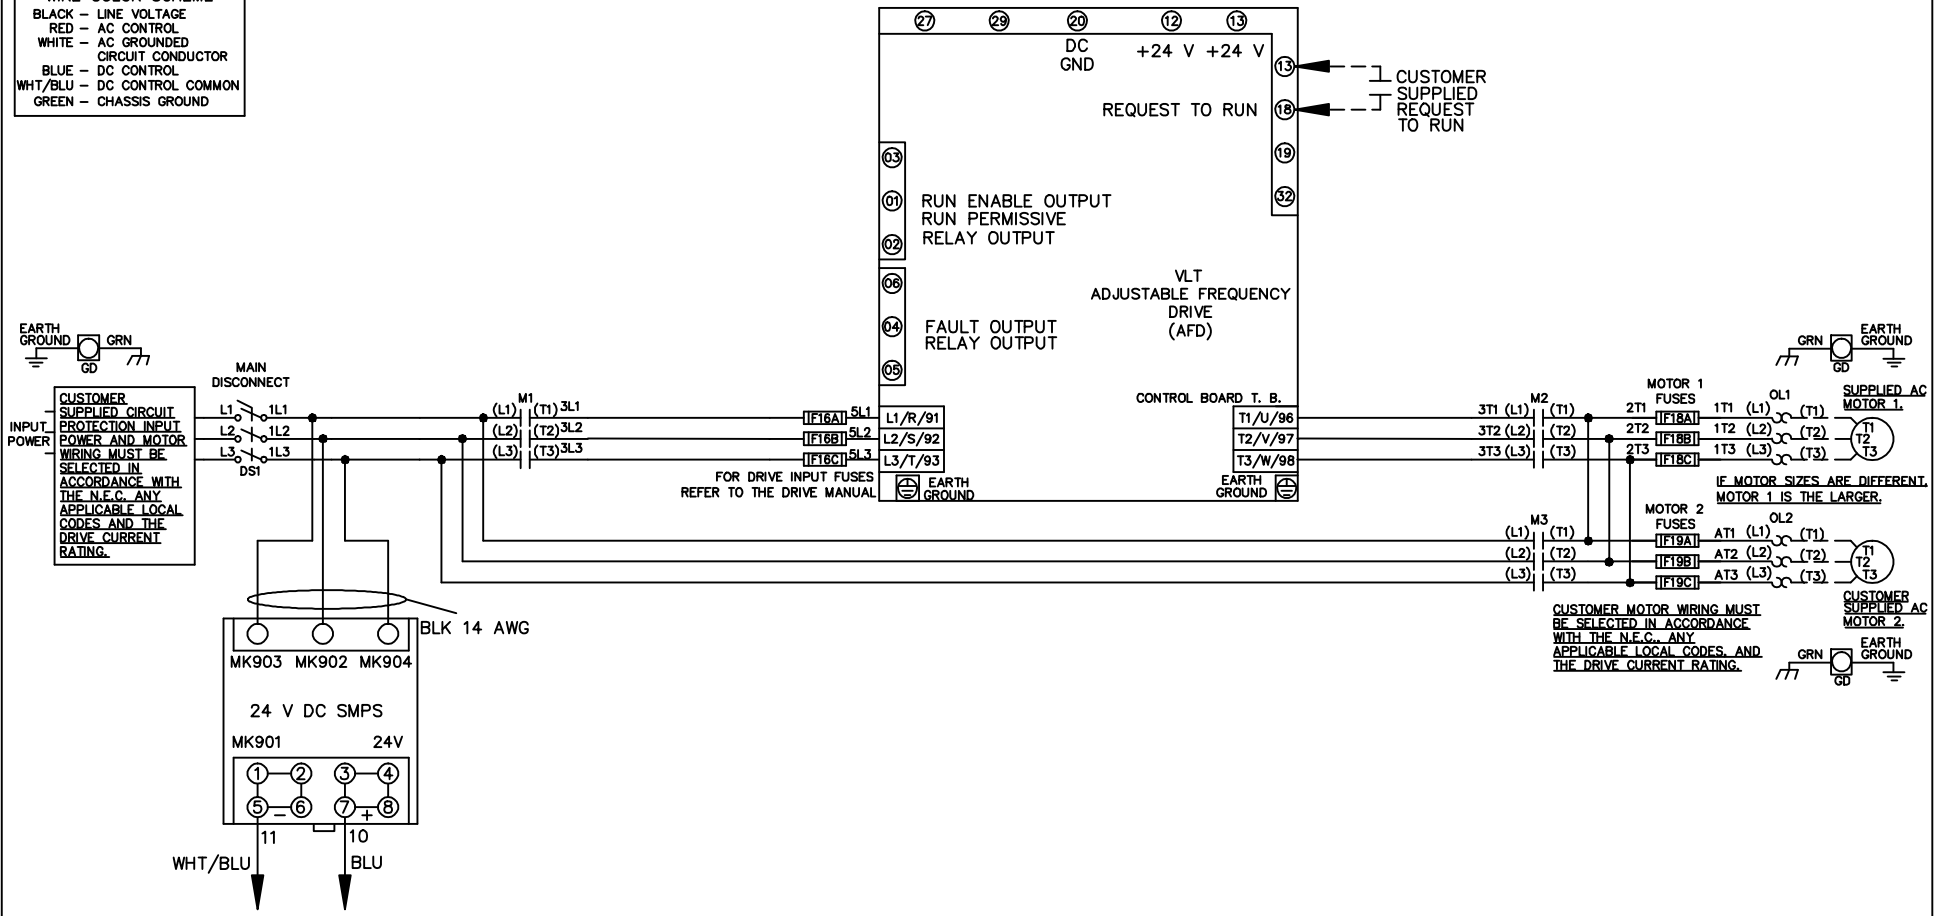 BLACK – LINE VOLTAGE
RED – AC CONTROL
WHITE – AC GROUNDED
CIRCUIT CONDUCTOR
BLUE – DC CONTROL
WHT/BLU – DC CONTROL COMMON
GREEN – CHASSIS GROUND
27 29 20 12 13
DC
GND
+24 V +24 V
13
REQUEST TO RUN 18
19
32
CUSTOMER
SUPPLIED
REQUEST
TO RUN
03
01
02
RUN ENABLE OUTPUT
RUN PERMISSIVE
RELAY OUTPUT
06
04
05
FAULT OUTPUT
RELAY OUTPUT
VLT
ADJUSTABLE FREQUENCY
DRIVE
(AFD)
CONTROL BOARD T. B.
EARTH
GROUND
GRN
GD
INPUT
POWER
CUSTOMER
SUPPLIED CIRCUIT
PROTECTION INPUT
POWER AND MOTOR
WIRING MUST BE
SELECTED IN
ACCORDANCE WITH
THE N.E.C. ANY
APPLICABLE LOCAL
CODES AND THE
DRIVE CURRENT
RATING.
MAIN
DISCONNECT
L1 1L1
L2 1L2
L3 1L3
DS1
M1
(L1) (T1) 3L1
(L2) (T2) 3L2
(L3) (T3) 3L3
F16A 5L1 L1/R/91
F16B 5L2 L2/S/92
F16C 5L3 L3/T/93
FOR DRIVE INPUT FUSES
REFER TO THE DRIVE MANUAL
EARTH
GROUND
T1/U/96
T2/V/97
T3/W/98
EARTH
GROUND
M2
3T1 (L1) (T1)
3T2 (L2) (T2)
3T3 (L3) (T3)
MOTOR 1
FUSES
2T1 F18A 1T1 (L1) (T1)
2T2 F18B 1T2 (L2) (T2)
2T3 F18C 1T3 (L3) (T3)
OL1
GRN
GD
EARTH
GROUND
SUPPLIED AC
MOTOR 1.
T1
T2
T3
IF MOTOR SIZES ARE DIFFERENT,
MOTOR 1 IS THE LARGER.
M3
(L1) (T1)
(L2) (T2)
(L3) (T3)
MOTOR 2
FUSES
F19A AT1 (L1) (T1)
F19B AT2 (L2) (T2)
F19C AT3 (L3) (T3)
OL2
T1
T2
T3
CUSTOMER
SUPPLIED AC
MOTOR 2.
CUSTOMER MOTOR WIRING MUST
BE SELECTED IN ACCORDANCE
WITH THE N.E.C., ANY
APPLICABLE LOCAL CODES, AND
THE DRIVE CURRENT RATING.
GRN
GD
EARTH
GROUND
BLK 14 AWG
MK903 MK902 MK904
24 V DC SMPS
MK901 24V
1 2 3 4
5 – 6 7 + 8
11 10
WHT/BLU BLU